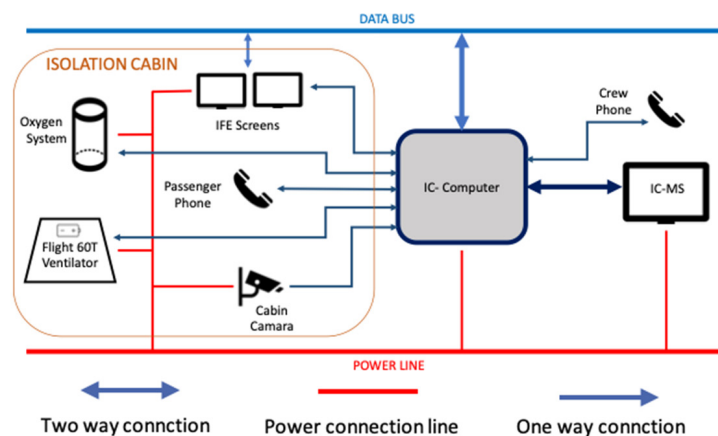 DATA BUS
ISOLATION CABIN
Oxygen
System
IFE Screens
Crew
Phone
Passenger
Phone
IC- Computer
IC-MS
Flight 60T
Ventilator
Cabin
Camara
POWER LINE
Two way connction
Power connection line
One way connection